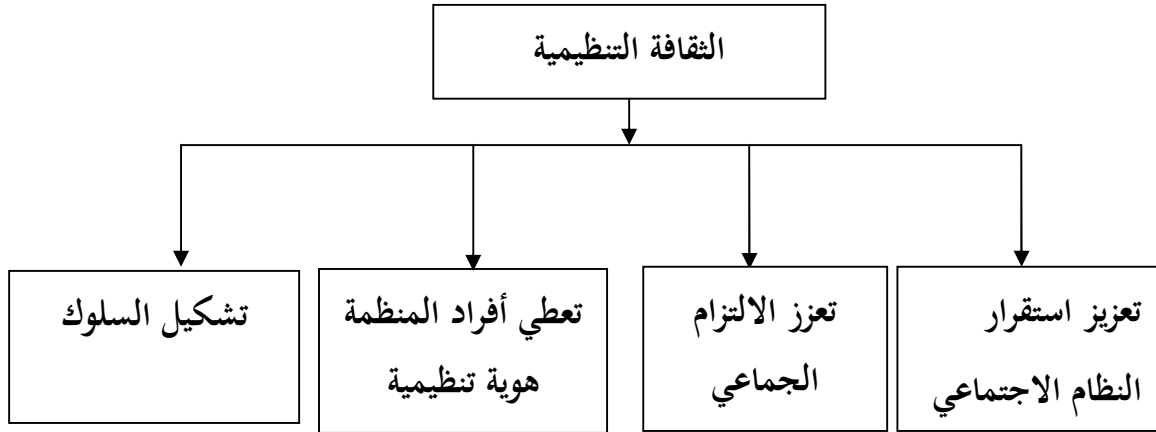 الثقافة التنظيمية
تعزيز استقرار
النظام الاجتماعي
تعزز الالتزام
الجماعي
تعطي أفراد المنظمة
هوية تنظيمية
تشكيل السلوك